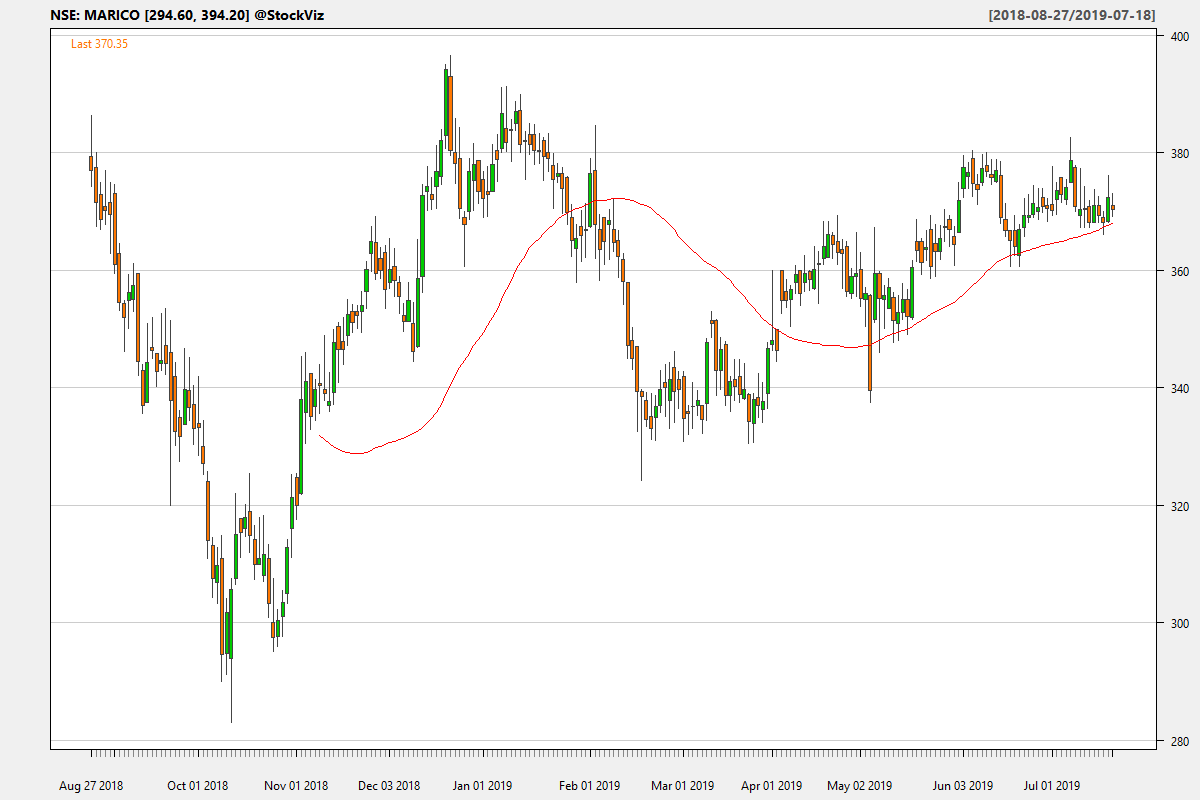 NSE: MARICO [294.60, 394.20] @StockViz [2018-08-27/2019-07-18]
Last 370.35
400
380
360
340
320
300
280
Aug 27 2018 Oct 01 2018 Nov 01 2018 Dec 03 2018 Jan 01 2019 Feb 01 2019 Mar 01 2019 Apr 01 2019 May 02 2019 Jun 03 2019 Jul 01 2019